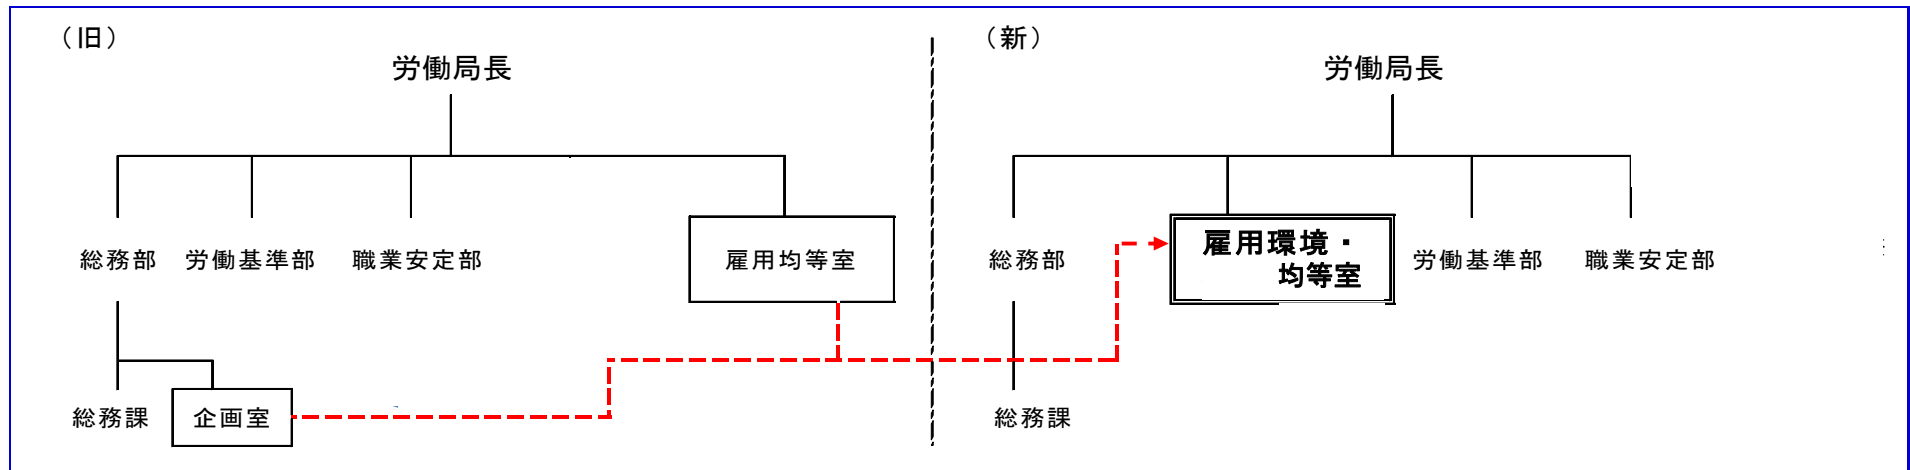 （旧）
労働局長
総務部
労働基準部
職業安定部
雇用均等室
総務課
企画室
（新）
労働局長
総務部
雇用環境・
均等室
労働基準部
職業安定部
総務課